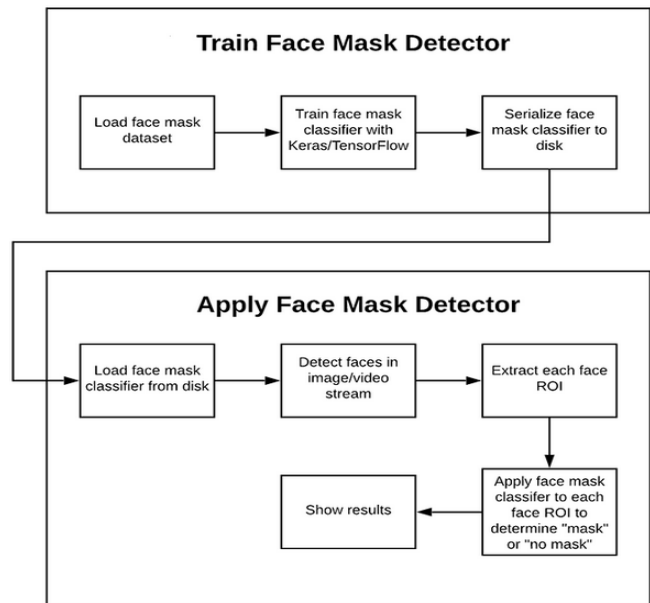 Train Face Mask Detector
Load face mask
dataset
Train face mask
classifier with
Keras/TensorFlow
Serialize face
mask classifier to
disk
Apply Face Mask Detector
Load face mask
classifier from disk
Detect faces in
image/video
stream
Extract each face
ROI
Show results
Apply face mask
classifer to each
face ROI to
determine "mask"
or "no mask"